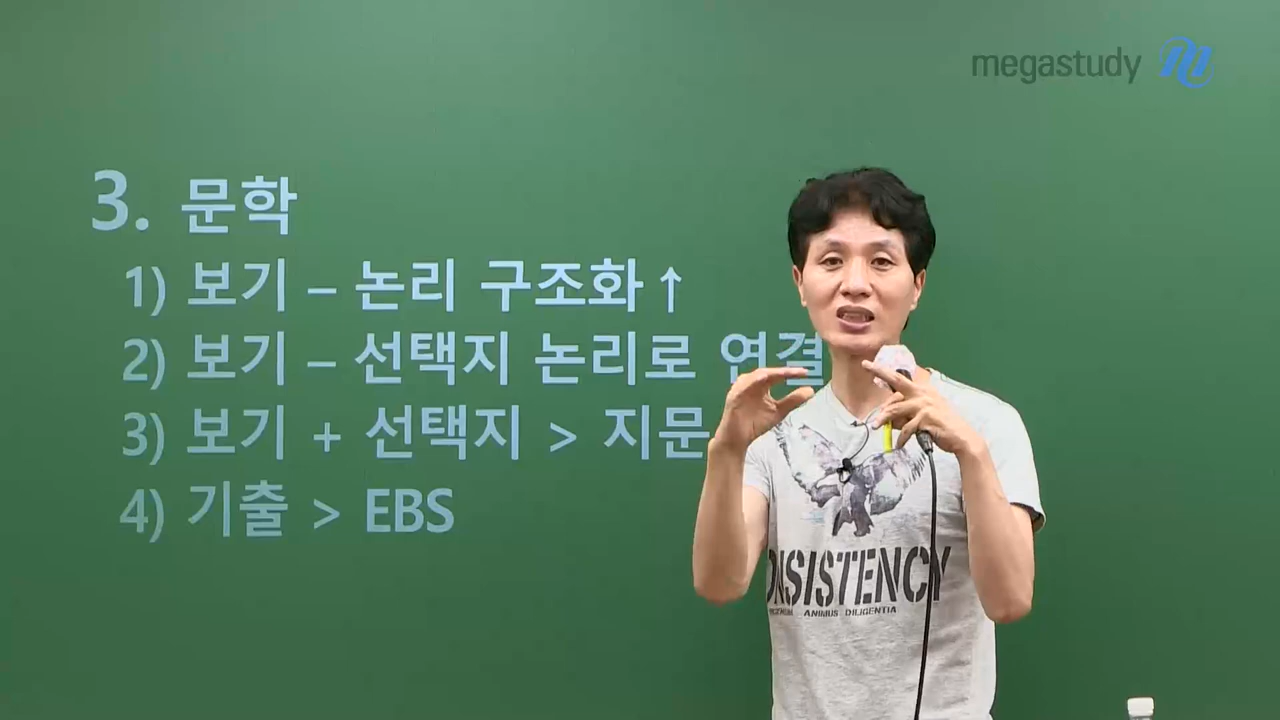 megastudy
3. 문학
1) 보기 – 논리 구조화↑
2) 보기 – 선택지 논리로 연결
3) 보기 + 선택지 > 지문
4) 기출 > EBS
ONSISTENCY
ANIMUS DILIGENTIA